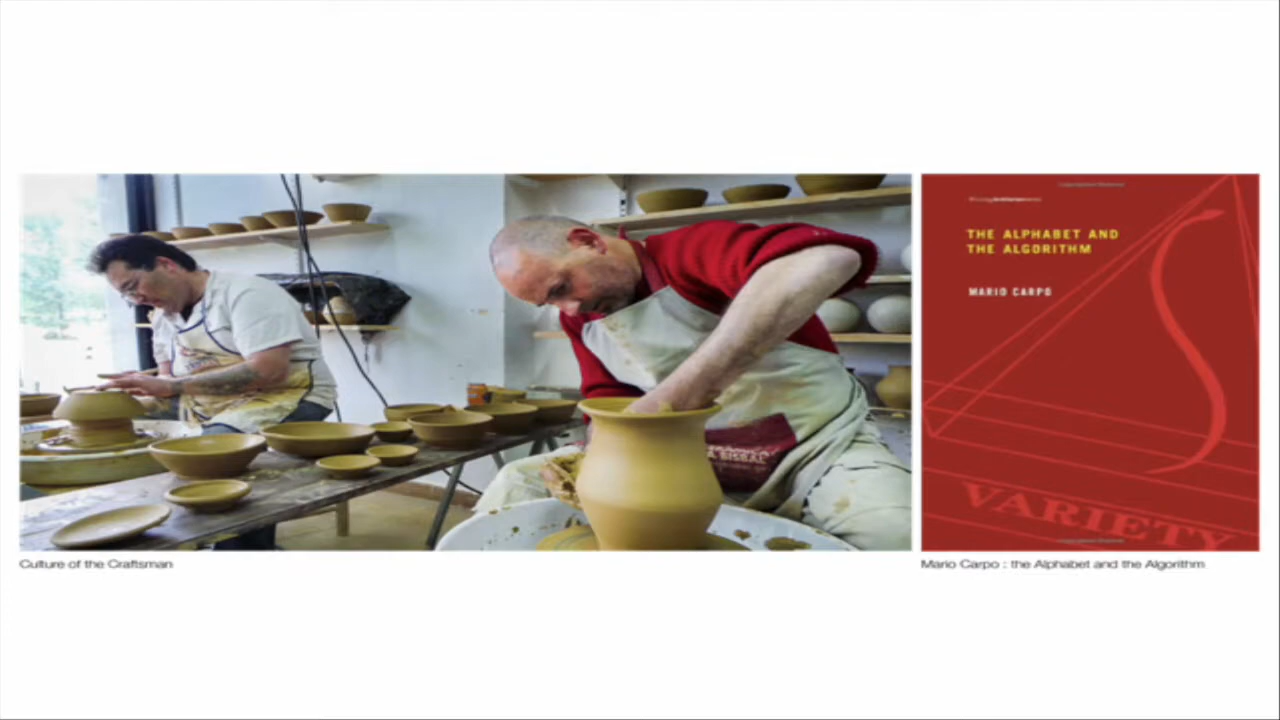 THE ALPHABET AND
THE ALGORITHM
MARIO CARPO
VARIETY
Culture of the Craftsman
Mario Carpo : the Alphabet and the Algorithm